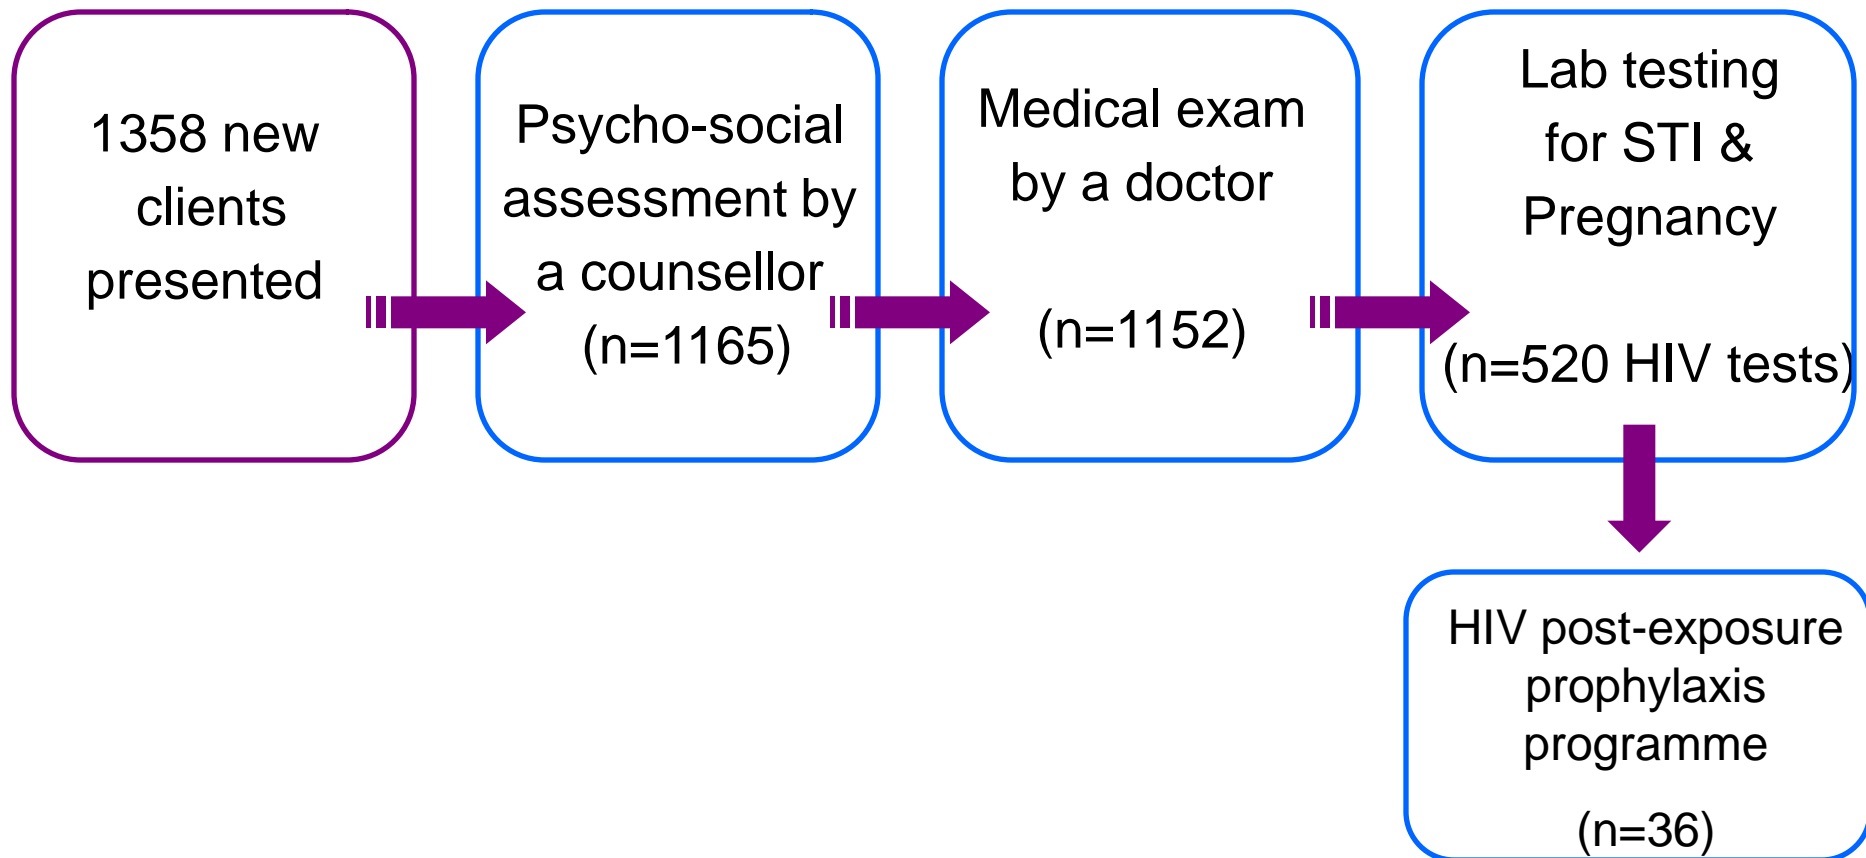 1358 new
clients
presented
Psycho-social
assessment by
a counsellor
(n=1165)
Medical exam
by a doctor
(n=1152)
Lab testing
for STI &
Pregnancy
(n=520 HIV tests)
HIV post-exposure
prophylaxis
programme
(n=36)